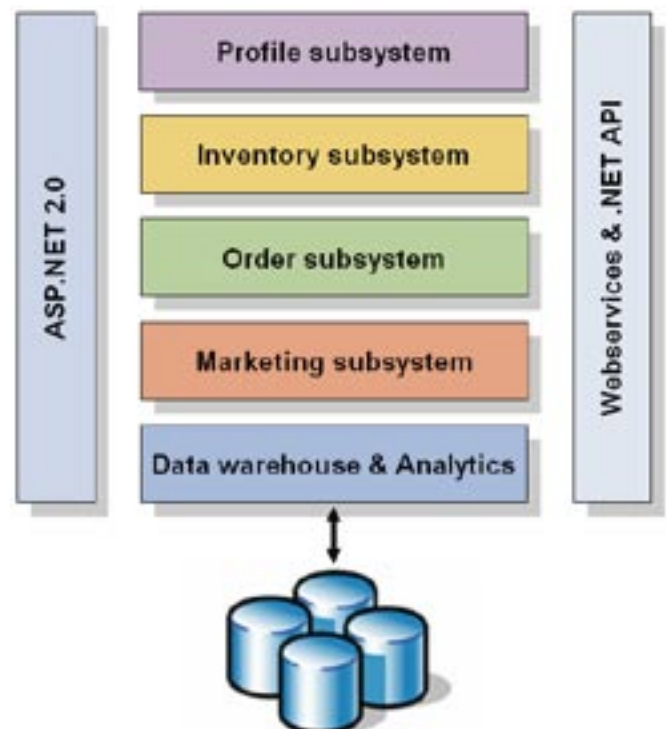 ASP.NET 2.0
Profile subsystem
Inventory subsystem
Order subsystem
Marketing subsystem
Data warehouse & Analytics
Webservices & .NET API